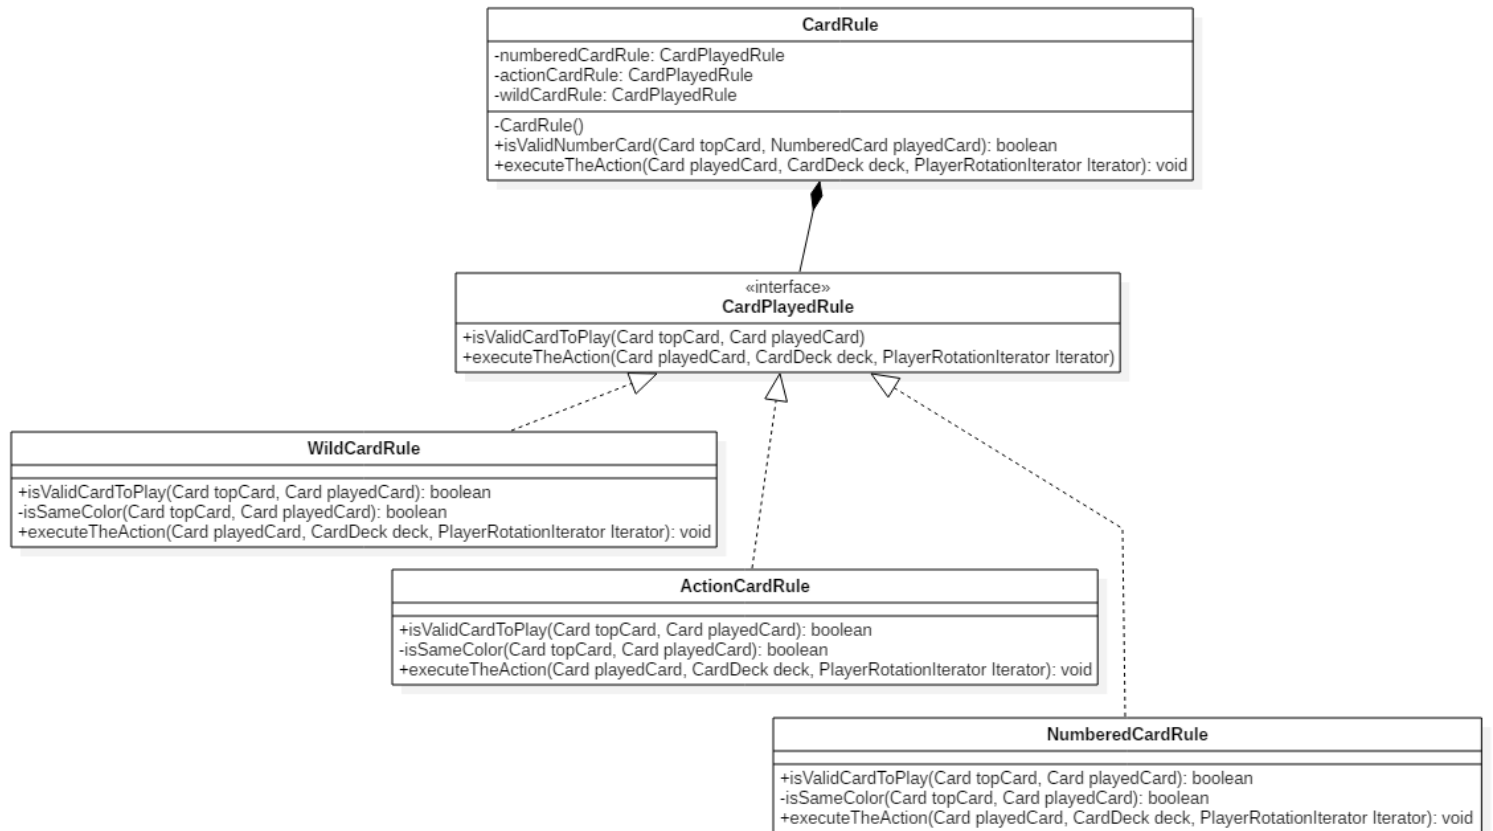 CardRule
-numberedCardRule: CardPlayedRule
-actionCardRule: CardPlayedRule
-wildCardRule: CardPlayedRule
-CardRule()
+isValidNumberCard(Card topCard, NumberedCard playedCard): boolean
+executeTheAction(Card playedCard, CardDeck deck, PlayerRotationIterator Iterator): void
«interface»
CardPlayedRule
+isValidCardToPlay(Card topCard, Card playedCard)
+executeTheAction(Card playedCard, CardDeck deck, PlayerRotationIterator Iterator)
WildCardRule
+isValidCardToPlay(Card topCard, Card playedCard): boolean
-isSameColor(Card topCard, Card playedCard): boolean
+executeTheAction(Card playedCard, CardDeck deck, PlayerRotationIterator Iterator): void
ActionCardRule
+isValidCardToPlay(Card topCard, Card playedCard): boolean
-isSameColor(Card topCard, Card playedCard): boolean
+executeTheAction(Card playedCard, CardDeck deck, PlayerRotationIterator Iterator): void
NumberedCardRule
+isValidCardToPlay(Card topCard, Card playedCard): boolean
-isSameColor(Card topCard, Card playedCard): boolean
+executeTheAction(Card playedCard, CardDeck deck, PlayerRotationIterator Iterator): void